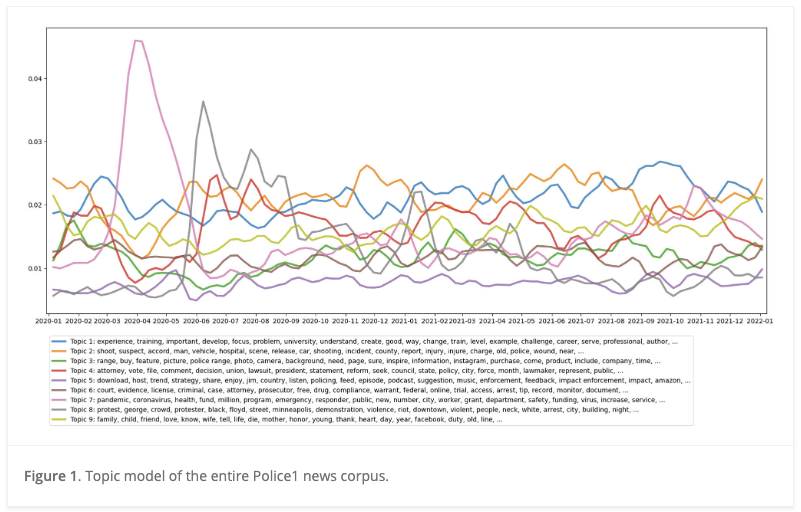 0.04
0.03
0.02
0.01
2020-01 2020-02 2020-03 2020-04 2020-05 2020-06 2020-07 2020-08 2020-09 2020-10 2020-11 2020-12 2021-01 2021-02 2021-03 2021-04 2021-05 2021-06 2021-07 2021-08 2021-09 2021-10 2021-11 2021-12 2022-01
Topic 1: experience, training, important, develop, focus, problem, university, understand, create, good, way, change, train, level, example, challenge, career, serve, professional, author, ...
Topic 2: shoot, suspect, accord, man, vehicle, hospital, scene, release, car, shooting, incident, county, report, injury, injure, charge, old, police, wound, near, ...
Topic 3: range, buy, feature, picture, police range, photo, camera, background, need, page, sure, inspire, information, instagram, purchase, come, product, include, company, time, ...
Topic 4: attorney, vote, file, comment, decision, union, lawsuit, president, statement, reform, seek, council, state, policy, city, force, month, lawmaker, represent, public, ...
Topic 5: download, host, trend, strategy, share, enjoy, jim, country, listen, policing, feed, episode, podcast, suggestion, music, enforcement, feedback, impact enforcement, impact, amazon, ...
Topic 6: court, evidence, license, criminal, case, attorney, prosecutor, free, drug, compliance, warrant, federal, online, trial, access, arrest, tip, record, monitor, document, ...
Topic 7: pandemic, coronavirus, health, fund, million, program, emergency, responder, public, new, number, city, worker, grant, department, safety, funding, virus, increase, service, ...
Topic 8: protest, george, crowd, protester, black, floyd, street, minneapolis, demonstration, violence, riot, downtown, violent, people, neck, white, arrest, city, building, night, ...
Topic 9: family, child, friend, love, know, wife, tell, life, die, mother, honor, young, thank, heart, day, year, facebook, duty, old, line, ...
Figure 1. Topic model of the entire Police1 news corpus.